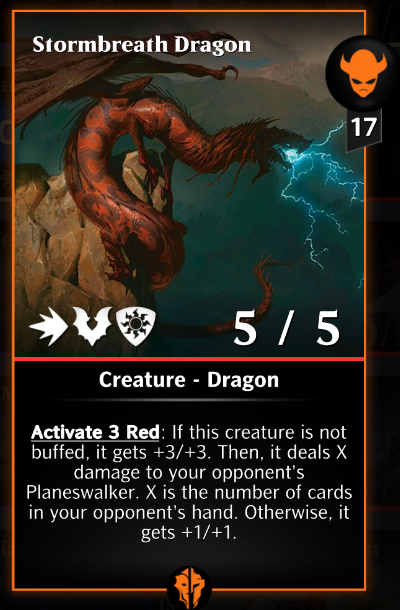 Stormbreath Dragon
17
5 / 5
Creature - Dragon
Activate 3 Red: If this creature is not
buffed, it gets +3/+3. Then, it deals X
damage to your opponent's
Planeswalker. X is the number of cards
in your opponent's hand. Otherwise, it
gets +1/+1.